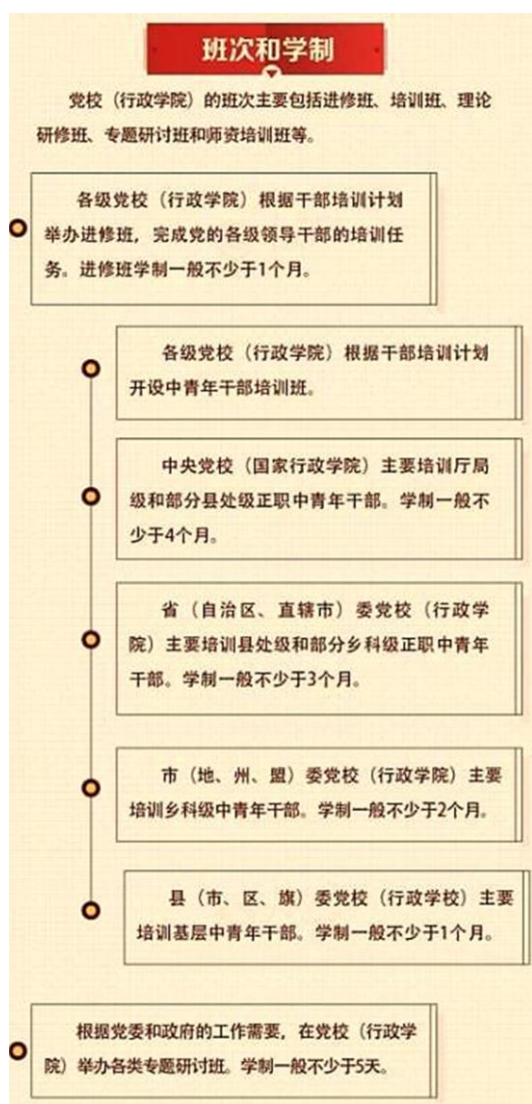 班次和学制
党校（行政学院）的班次主要包括进修班、培训班、理论
研修班、专题研讨班和师资培训班等。
各级党校（行政学院）根据干部培训计划
举办进修班，完成党的各级领导干部的培训任
务。进修班学制一般不少于1个月。
各级党校（行政学院）根据干部培训计划
开设中青年干部培训班。
中央党校（国家行政学院）主要培训厅局
级和部分县处级正职中青年干部。学制一般不
少于4个月。
省（自治区、直辖市）委党校（行政学
院）主要培训县处级和部分乡科级正职中青年
干部。学制一般不少于3个月。
市（地、州、盟）委党校（行政学院）主要
培训乡科级中青年干部。学制一般不少于2个月。
县（市、区、旗）委党校（行政学校）主要
培训基层中青年干部。学制一般不少于1个月。
根据党委和政府的工作需要，在党校（行政学
院）举办各类专题研讨班。学制一般不少于5天。